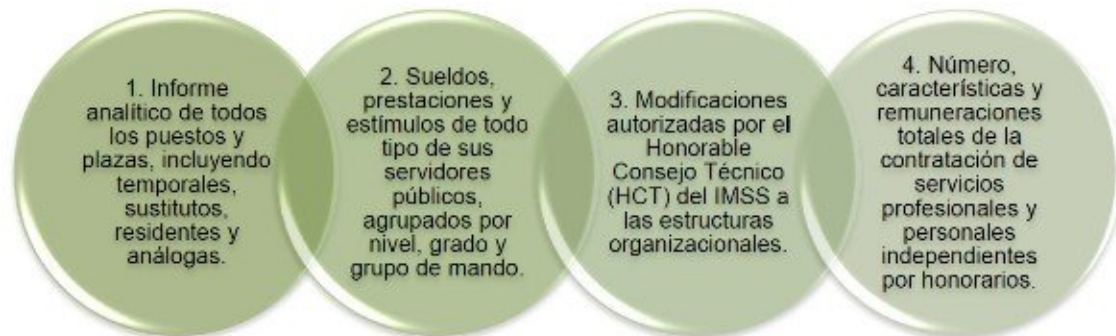 1. Informe
analítico de todos
los puestos y
plazas, incluyendo
temporales,
sustitutos,
residentes y
análogas.
2. Sueldos,
prestaciones y
estímulos de todo
tipo de sus
servidores
públicos,
agrupados por
nivel, grado y
grupo de mando.
3. Modificaciones
autorizadas por el
Honorable
Consejo Técnico
(HCT) del IMSS a
las estructuras
organizacionales.
4. Número,
características y
remuneraciones
totales de la
contratación de
servicios
profesionales y
personales
independientes
por honorarios.